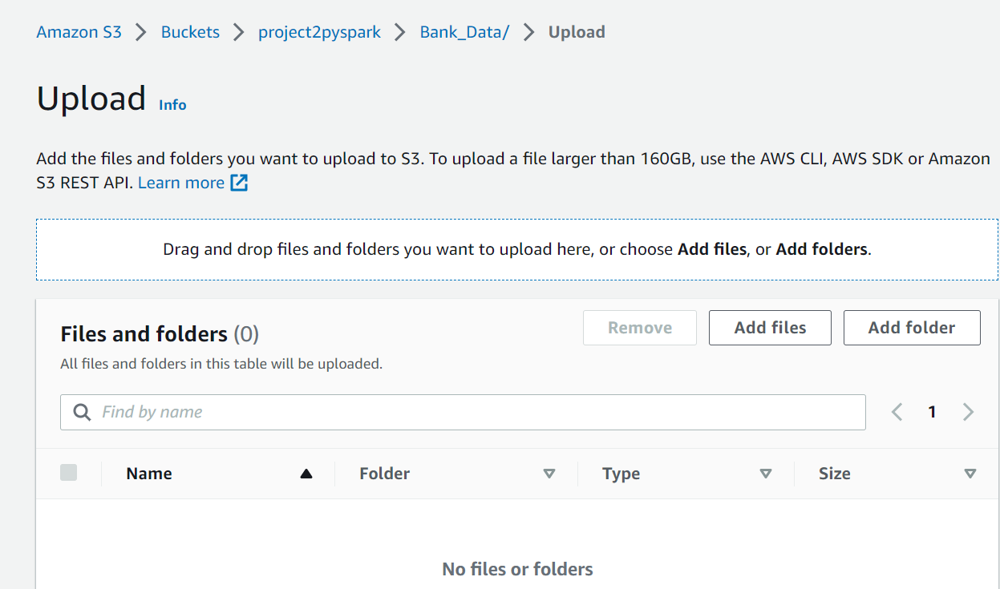 Amazon S3 > Buckets > project2pyspark > Bank_Data/ > Upload
Upload Info
Add the files and folders you want to upload to S3. To upload a file larger than 160GB, use the AWS CLI, AWS SDK or Amazon
S3 REST API. Learn more
Drag and drop files and folders you want to upload here, or choose Add files, or Add folders.
Files and folders (0)
Remove
Add files
Add folder
All files and folders in this table will be uploaded.
Find by name
1
Name
Folder
Type
Size
No files or folders